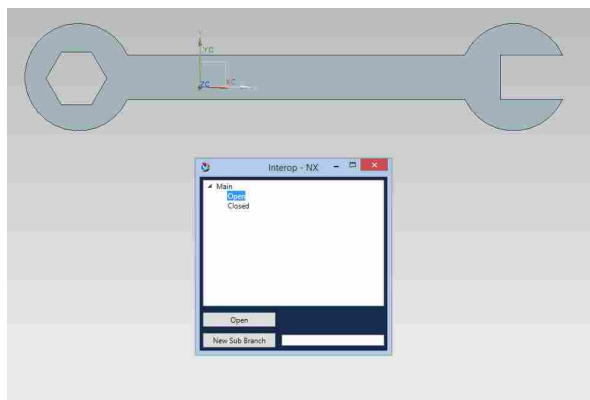 Y
YC
ZC XC
Interop - NX
Main
Open
Closed
Open
New Sub Branch